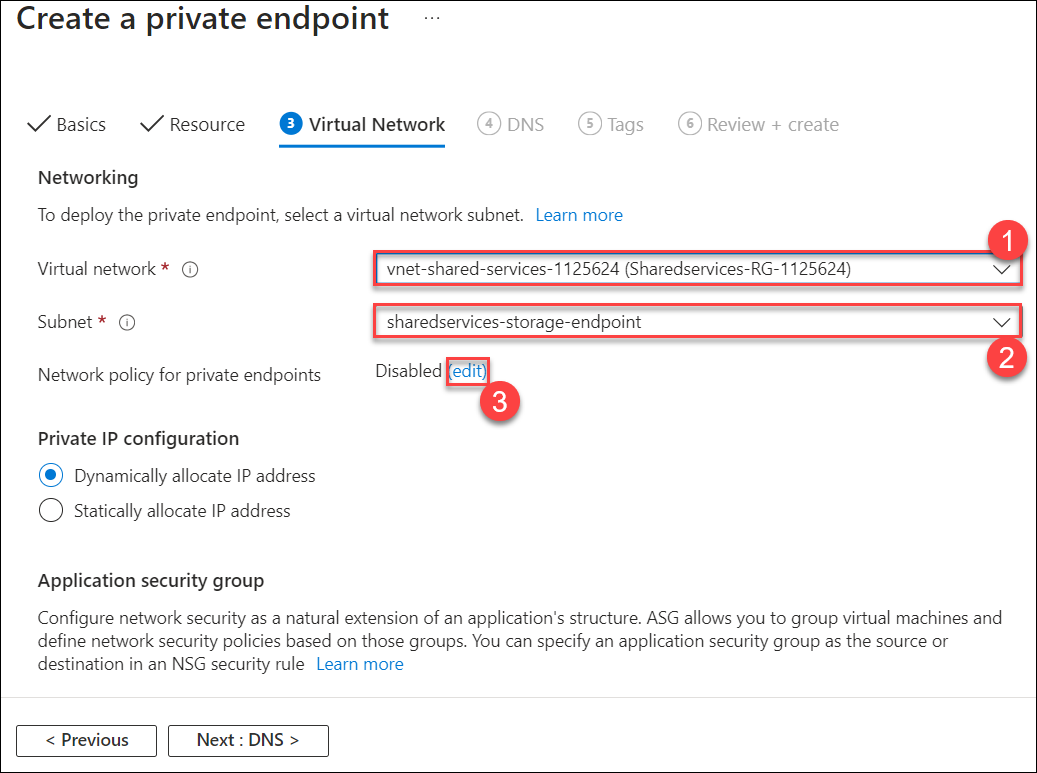 Create a private endpoint ...
Basics Resource 3 Virtual Network 4 DNS 5 Tags 6 Review + create
Networking
To deploy the private endpoint, select a virtual network subnet. Learn more
1
Virtual network * i vnet-shared-services-1125624 (Sharedservices-RG-1125624)
Subnet * i sharedservices-storage-endpoint
2
Network policy for private endpoints Disabled (edit)
3
Private IP configuration
Dynamically allocate IP address
Statically allocate IP address
Application security group
Configure network security as a natural extension of an application's structure. ASG allows you to group virtual machines and
define network security policies based on those groups. You can specify an application security group as the source or
destination in an NSG security rule Learn more
< Previous Next : DNS >